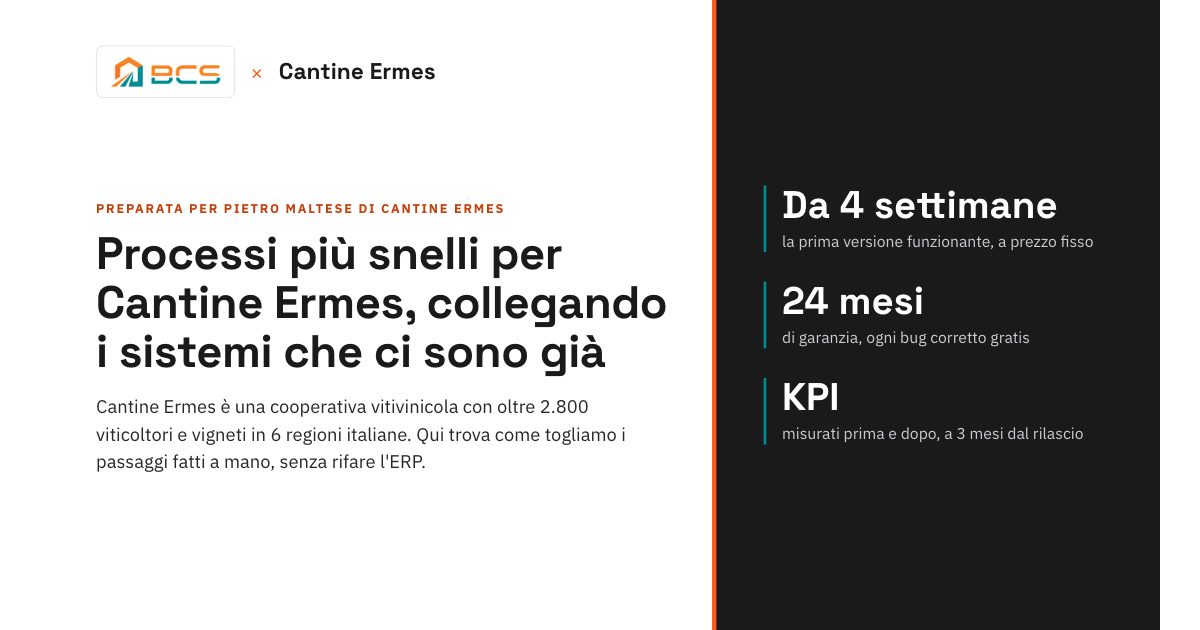 BCS × Cantine Ermes
PREPARATA PER PIETRO MALTESE DI CANTINE ERMES
Processi più snelli per
Cantine Ermes, collegando
i sistemi che ci sono già
Cantine Ermes è una cooperativa vitivinicola con oltre 2.800
viticoltori e vigneti in 6 regioni italiane. Qui trova come togliamo i
passaggi fatti a mano, senza rifare l'ERP.
Da 4 settimane
la prima versione funzionante, a prezzo fisso
24 mesi
di garanzia, ogni bug corretto gratis
KPI
misurati prima e dopo, a 3 mesi dal rilascio